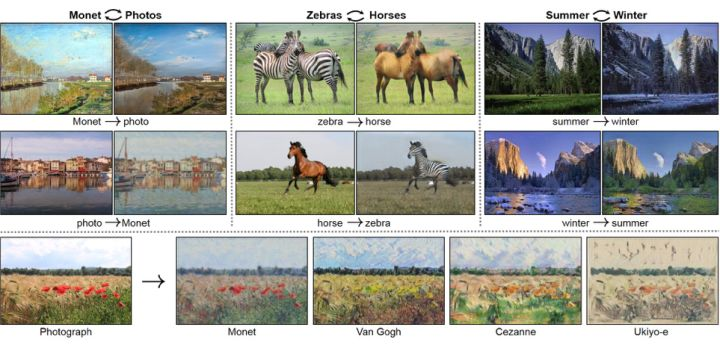 Monet ⇄ Photos
Zebras ⇄ Horses
Summer ⇄ Winter
Monet → photo
zebra → horse
summer → winter
photo → Monet
horse → zebra
winter → summer
Photograph → Monet Van Gogh Cezanne Ukiyo-e